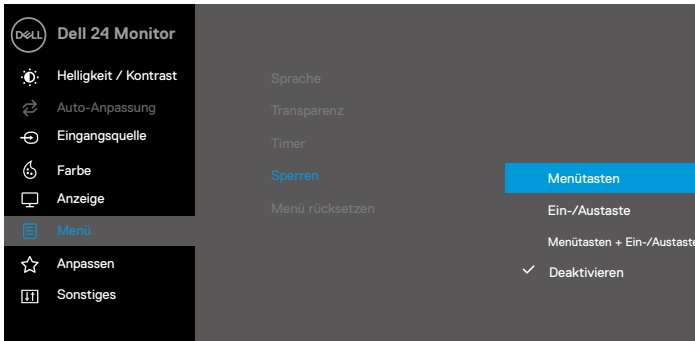 DELL Dell 24 Monitor
Helligkeit / Kontrast
Auto-Anpassung
Eingangsquelle
Farbe
Anzeige
Menü
Anpassen
Sonstiges
Sprache
Transparenz
Timer
Sperren
Menü rücksetzen
Menütasten
Ein-/Austaste
Menütasten + Ein-/Austaste
Deaktivieren